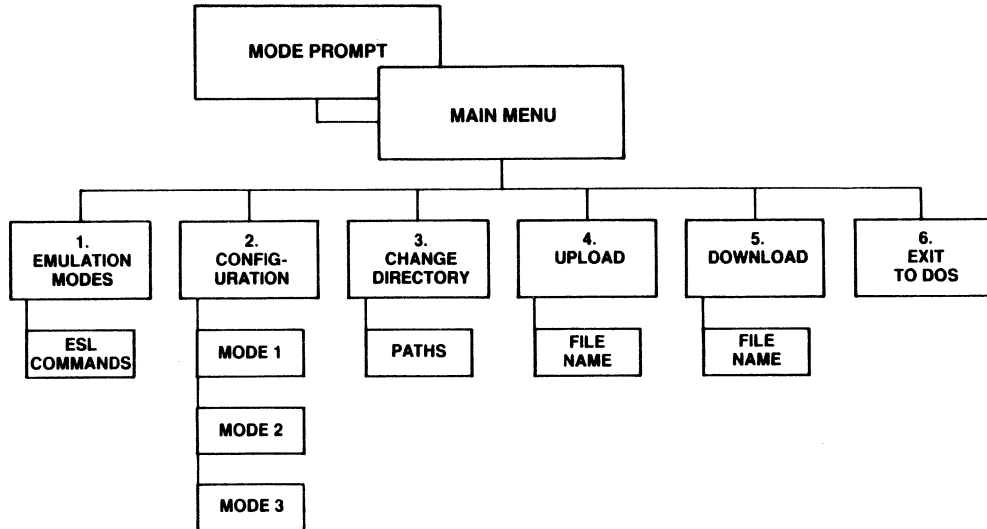 MODE PROMPT
MAIN MENU
1.
EMULATION
MODES
2.
CONFIG-
URATION
3.
CHANGE
DIRECTORY
4.
UPLOAD
5.
DOWNLOAD
6.
EXIT
TO DOS
ESL
COMMANDS
MODE 1
PATHS
FILE
NAME
FILE
NAME
MODE 2
MODE 3